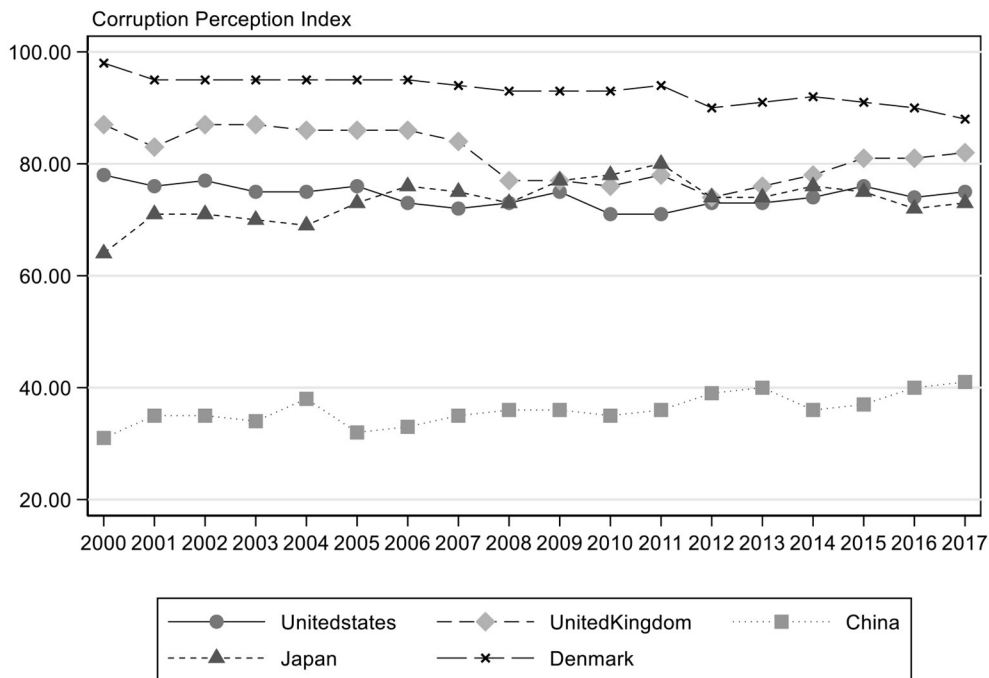 Corruption Perception Index
100.00
80.00
60.00
40.00
20.00
2000 2001 2002 2003 2004 2005 2006 2007 2008 2009 2010 2011 2012 2013 2014 2015 2016 2017
Unitedstates UnitedKingdom China
Japan Denmark